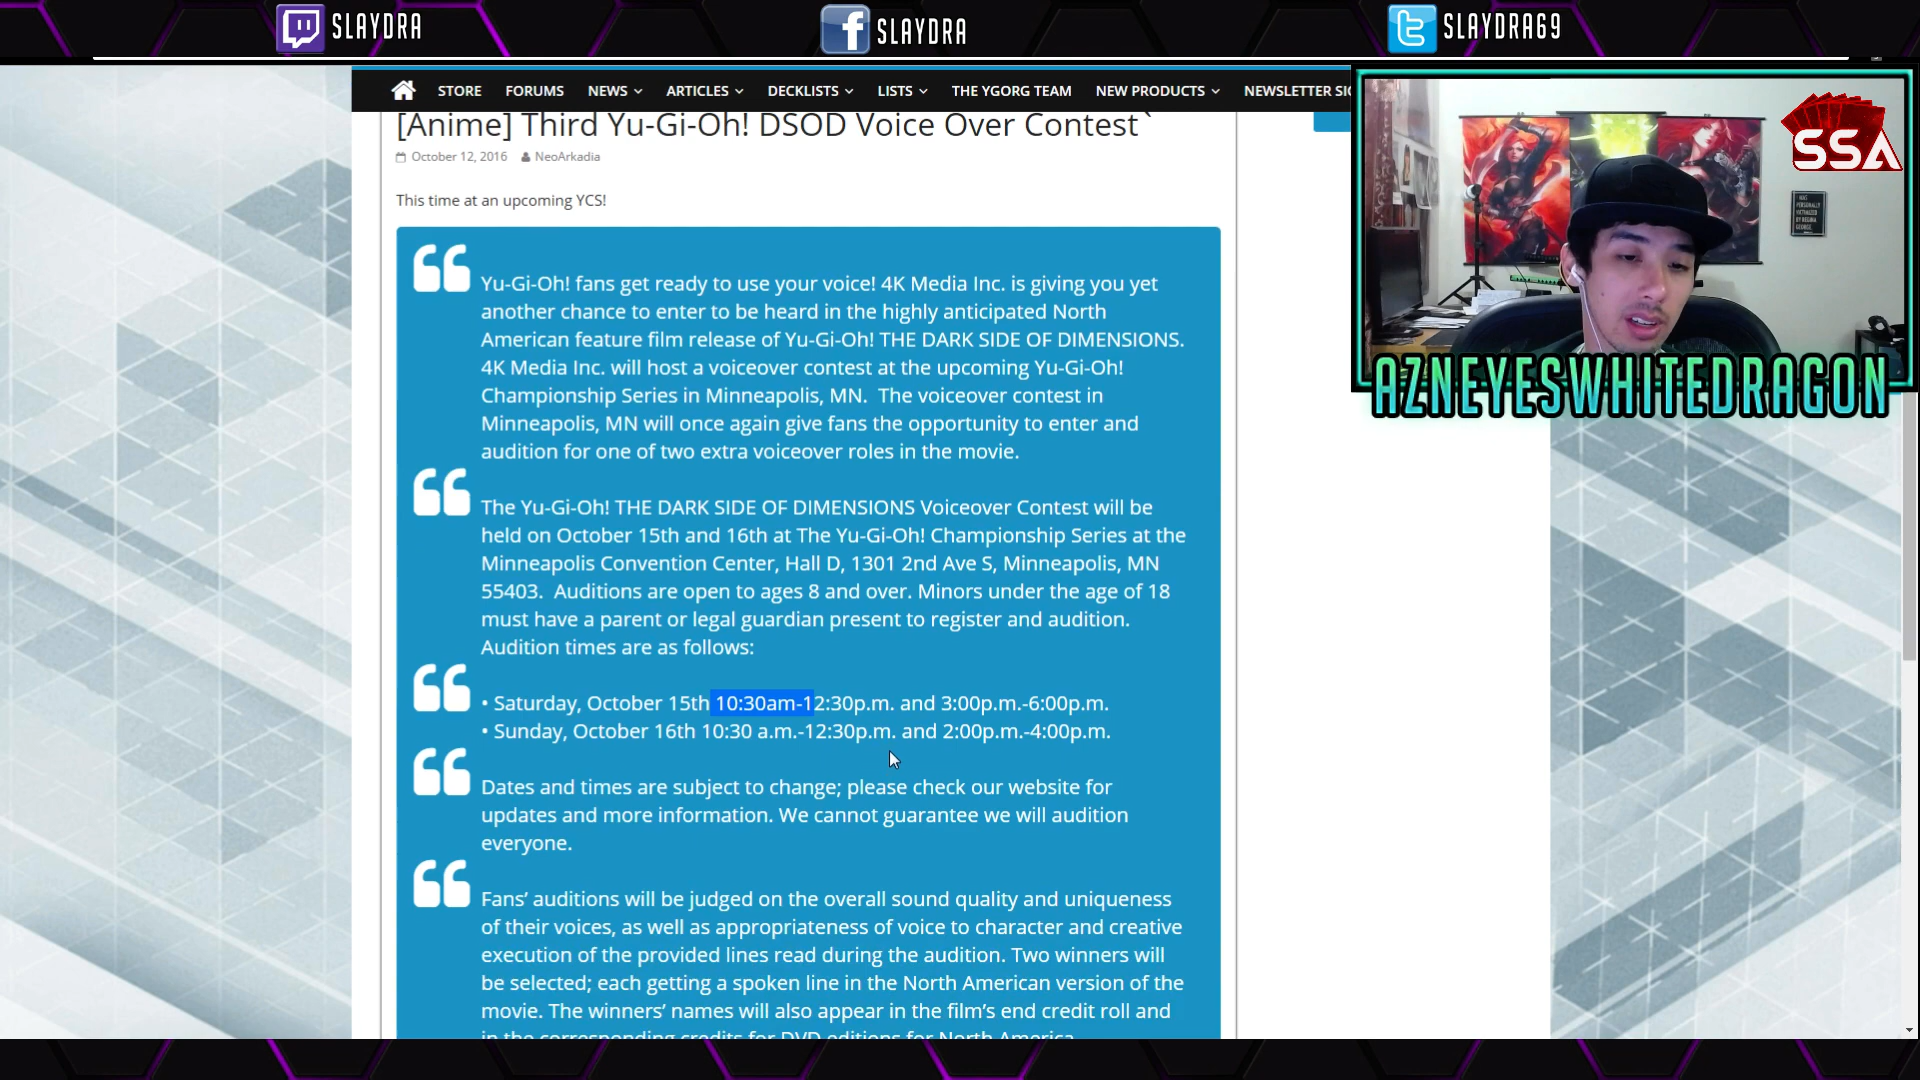 SLAYDRA
SLAYDRA
SLAYDRA69
STORE FORUMS NEWS ARTICLES DECKLISTS LISTS THE YGORG TEAM NEW PRODUCTS NEWSLETTER SI
[Anime] Third Yu-Gi-Oh! DSOD Voice Over Contest`
October 12, 2016 NeoArkadia
This time at an upcoming YCS!
Yu-Gi-Oh! fans get ready to use your voice! 4K Media Inc. is giving you yet
another chance to enter to be heard in the highly anticipated North
American feature film release of Yu-Gi-Oh! THE DARK SIDE OF DIMENSIONS.
4K Media Inc. will host a voiceover contest at the upcoming Yu-Gi-Oh!
Championship Series in Minneapolis, MN.  The voiceover contest in
Minneapolis, MN will once again give fans the opportunity to enter and
audition for one of two extra voiceover roles in the movie.
The Yu-Gi-Oh! THE DARK SIDE OF DIMENSIONS Voiceover Contest will be
held on October 15th and 16th at The Yu-Gi-Oh! Championship Series at the
Minneapolis Convention Center, Hall D, 1301 2nd Ave S, Minneapolis, MN
55403.  Auditions are open to ages 8 and over. Minors under the age of 18
must have a parent or legal guardian present to register and audition.
Audition times are as follows:
• Saturday, October 15th 10:30am-12:30p.m. and 3:00p.m.-6:00p.m.
• Sunday, October 16th 10:30 a.m.-12:30p.m. and 2:00p.m.-4:00p.m.
Dates and times are subject to change; please check our website for
updates and more information. We cannot guarantee we will audition
everyone.
Fans’ auditions will be judged on the overall sound quality and uniqueness
of their voices, as well as appropriateness of voice to character and creative
execution of the provided lines read during the audition. Two winners will
be selected; each getting a spoken line in the North American version of the
movie. The winners’ names will also appear in the film’s end credit roll and
in the corresponding credits for DVD editions for North America.
SSA
AZNEYESWHITEDRAGON